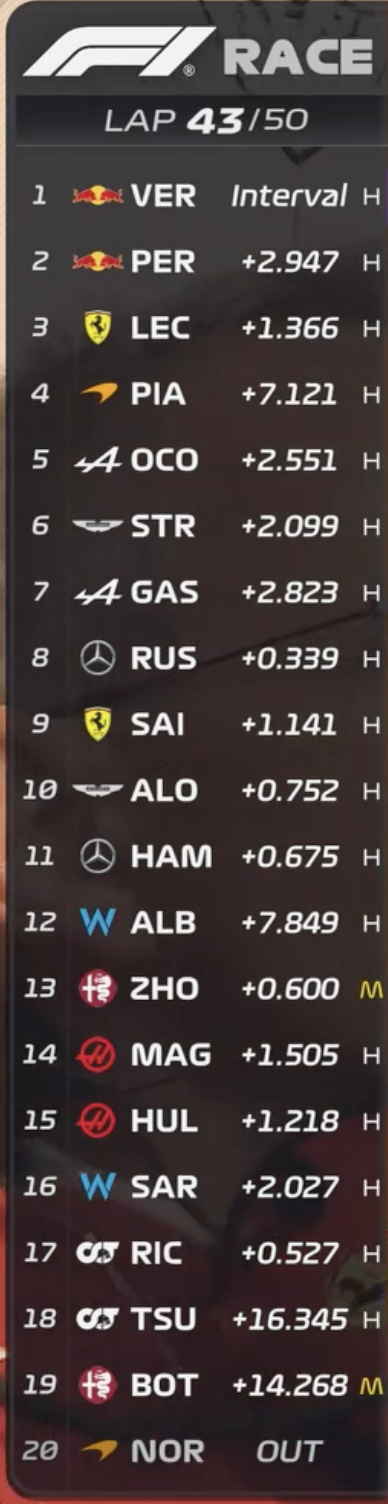 F1® RACE
LAP 43/50
1 VER Interval H
2 PER +2.947 H
3 LEC +1.366 H
4 PIA +7.121 H
5 OCO +2.551 H
6 STR +2.099 H
7 GAS +2.823 H
8 RUS +0.339 H
9 SAI +1.141 H
10 ALO +0.752 H
11 HAM +0.675 H
12 W ALB +7.849 H
13 ZHO +0.600 M
14 MAG +1.505 H
15 HUL +1.218 H
16 W SAR +2.027 H
17 RIC +0.527 H
18 TSU +16.345 H
19 BOT +14.268 M
20 NOR OUT